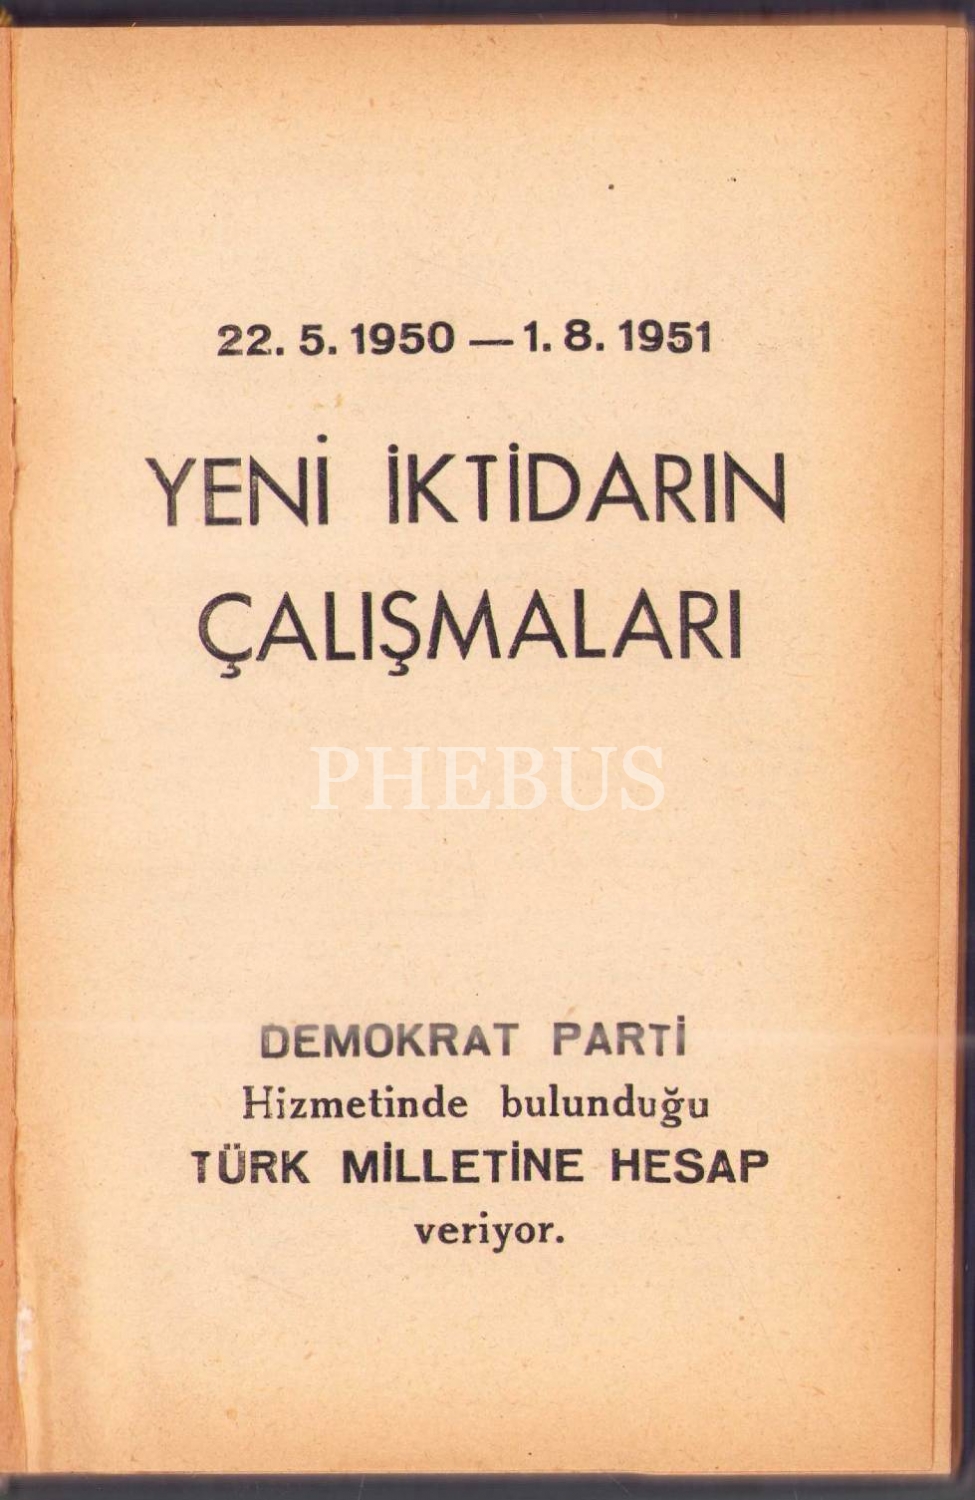 22. 5. 1950 — 1. 8. 1951
YENİ İKTİDARIN
ÇALIŞMALARI
PHEBUS
DEMOKRAT PARTİ
Hizmetinde bulunduğu
TÜRK MİLLETİNE HESAP
veriyor.